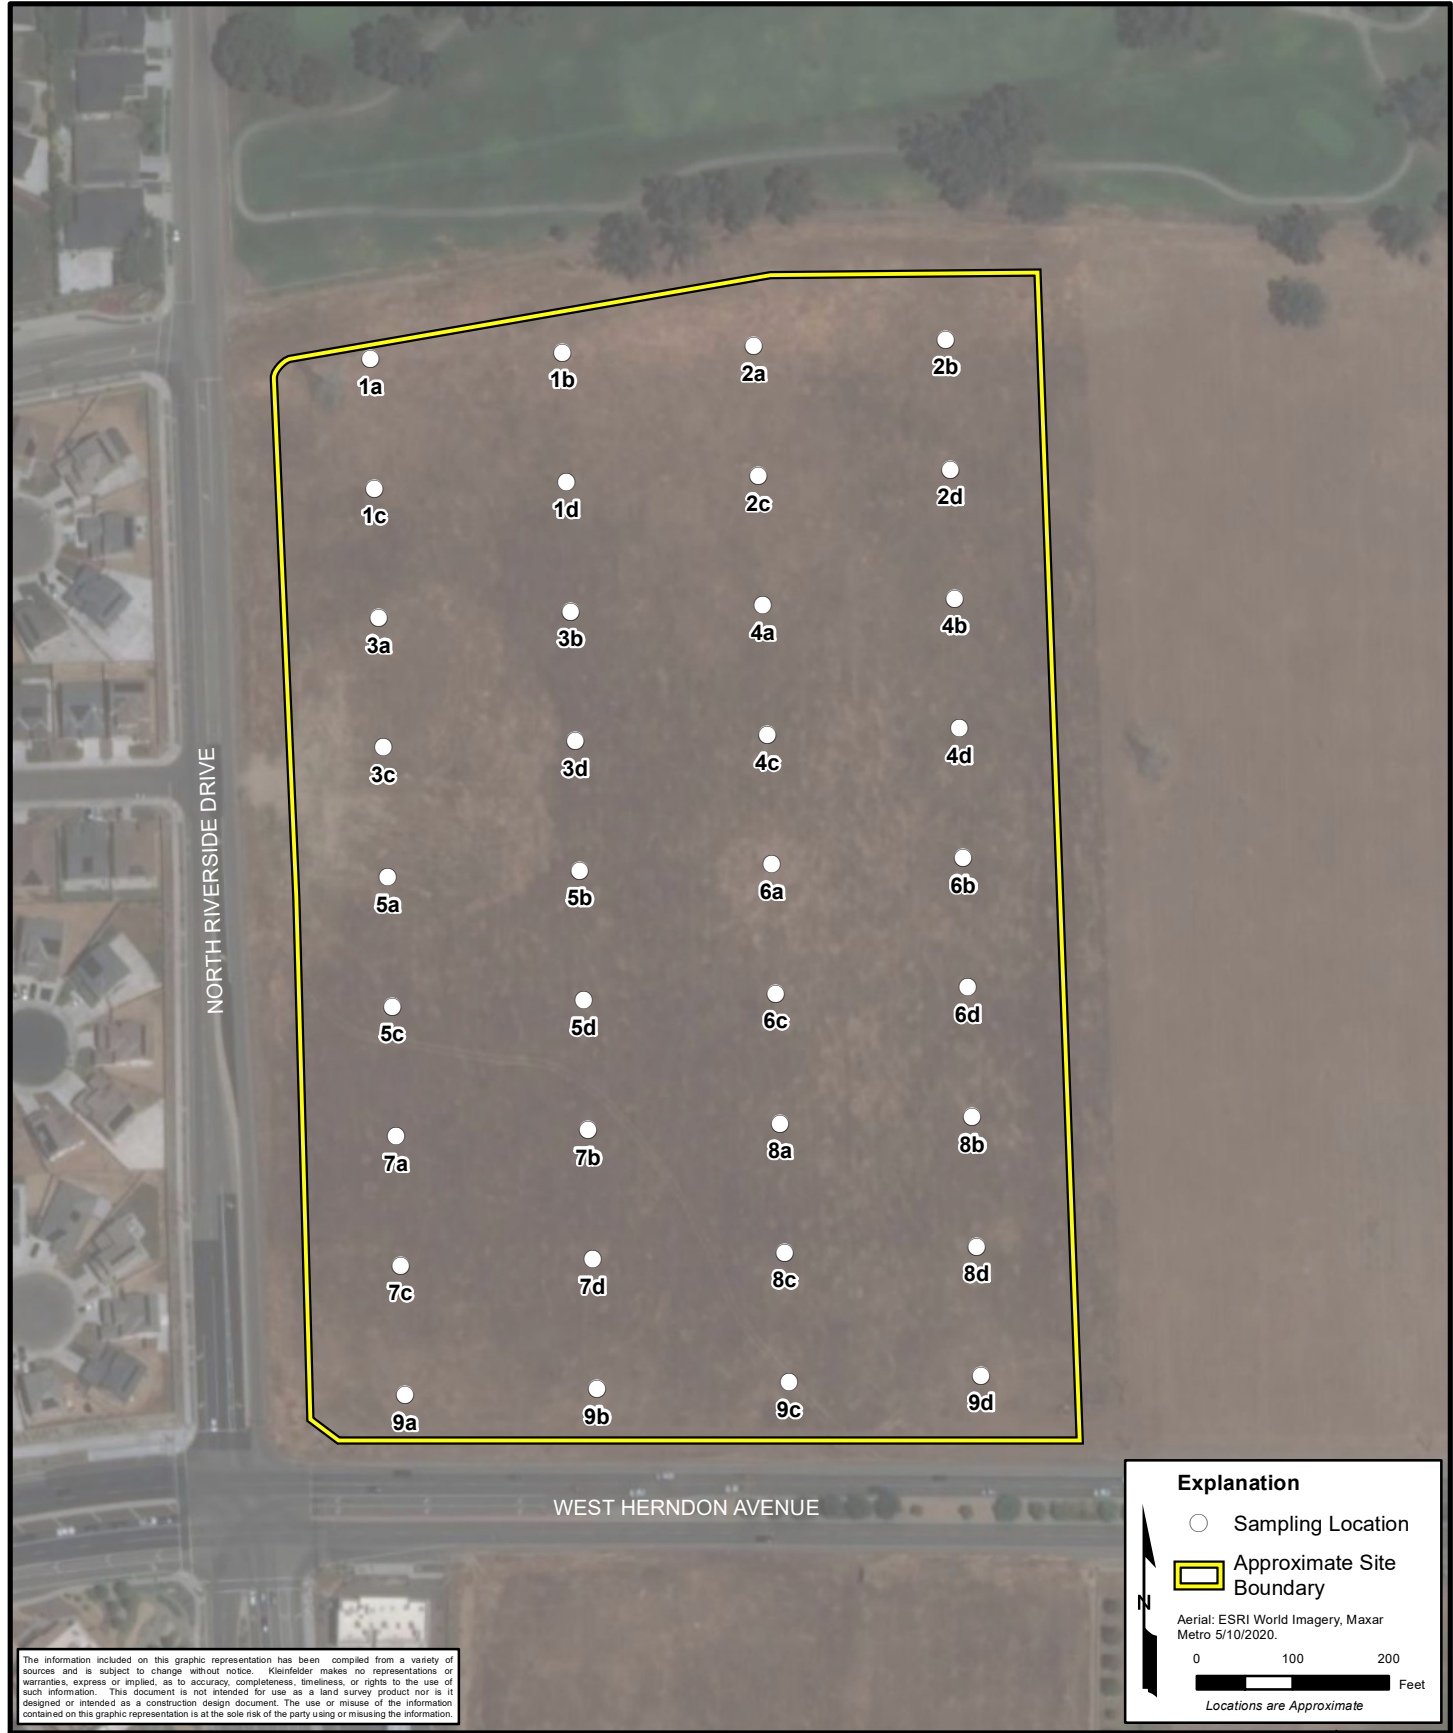 1a
1b
2a
2b
1c
1d
2c
2d
3a
3b
4a
4b
3c
3d
4c
4d
5a
5b
6a
6b
5c
5d
6c
6d
7a
7b
8a
8b
7c
7d
8c
8d
9a
9b
9c
9d
NORTH RIVERSIDE DRIVE
WEST HERNDON AVENUE
Explanation
Sampling Location
Approximate Site
Boundary
N
Aerial: ESRI World Imagery, Maxar
Metro 5/10/2020.
0 100 200
Feet
Locations are Approximate
The information included on this graphic representation has been compiled from a variety of
sources and is subject to change without notice. Kleinfelder makes no representations or
warranties, express or implied, as to accuracy, completeness, timeliness, or rights to the use of
such information. This document is not intended for use as a land survey product nor is it
designed or intended as a construction design document. The use or misuse of the information
contained on this graphic representation is at the sole risk of the party using or misusing the information.